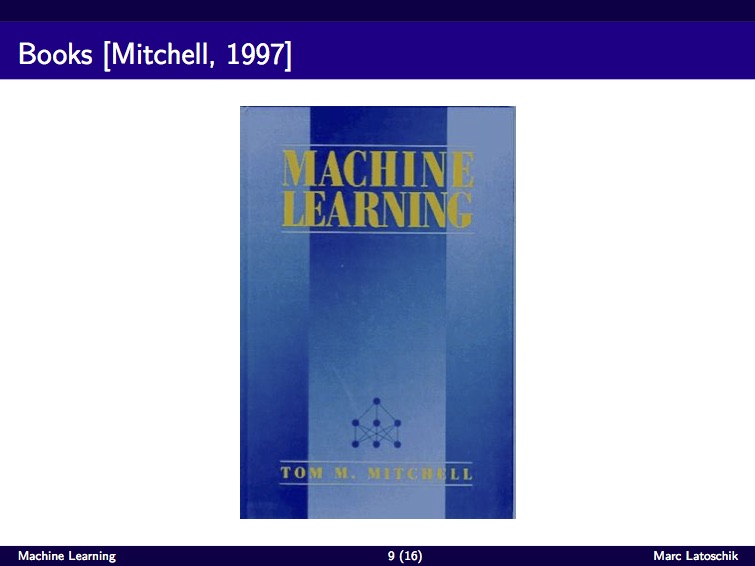 Books [Mitchell, 1997]
MACHINE
LEARNING
TOM M. MITCHELL
Machine Learning 9 (16) Marc Latoschik